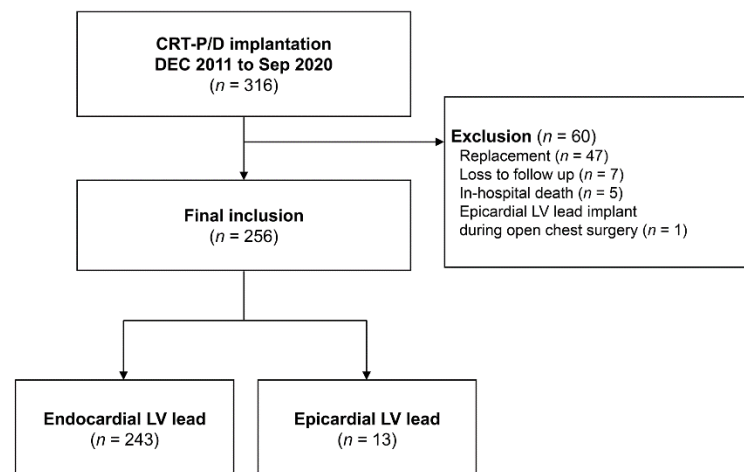 CRT-P/D implantation
DEC 2011 to Sep 2020
(n = 316)
Exclusion (n = 60)
Replacement (n = 47)
Loss to follow up (n = 7)
In-hospital death (n = 5)
Epicardial LV lead implant
during open chest surgery (n = 1)
Final inclusion
(n = 256)
Endocardial LV lead
(n = 243)
Epicardial LV lead
(n = 13)